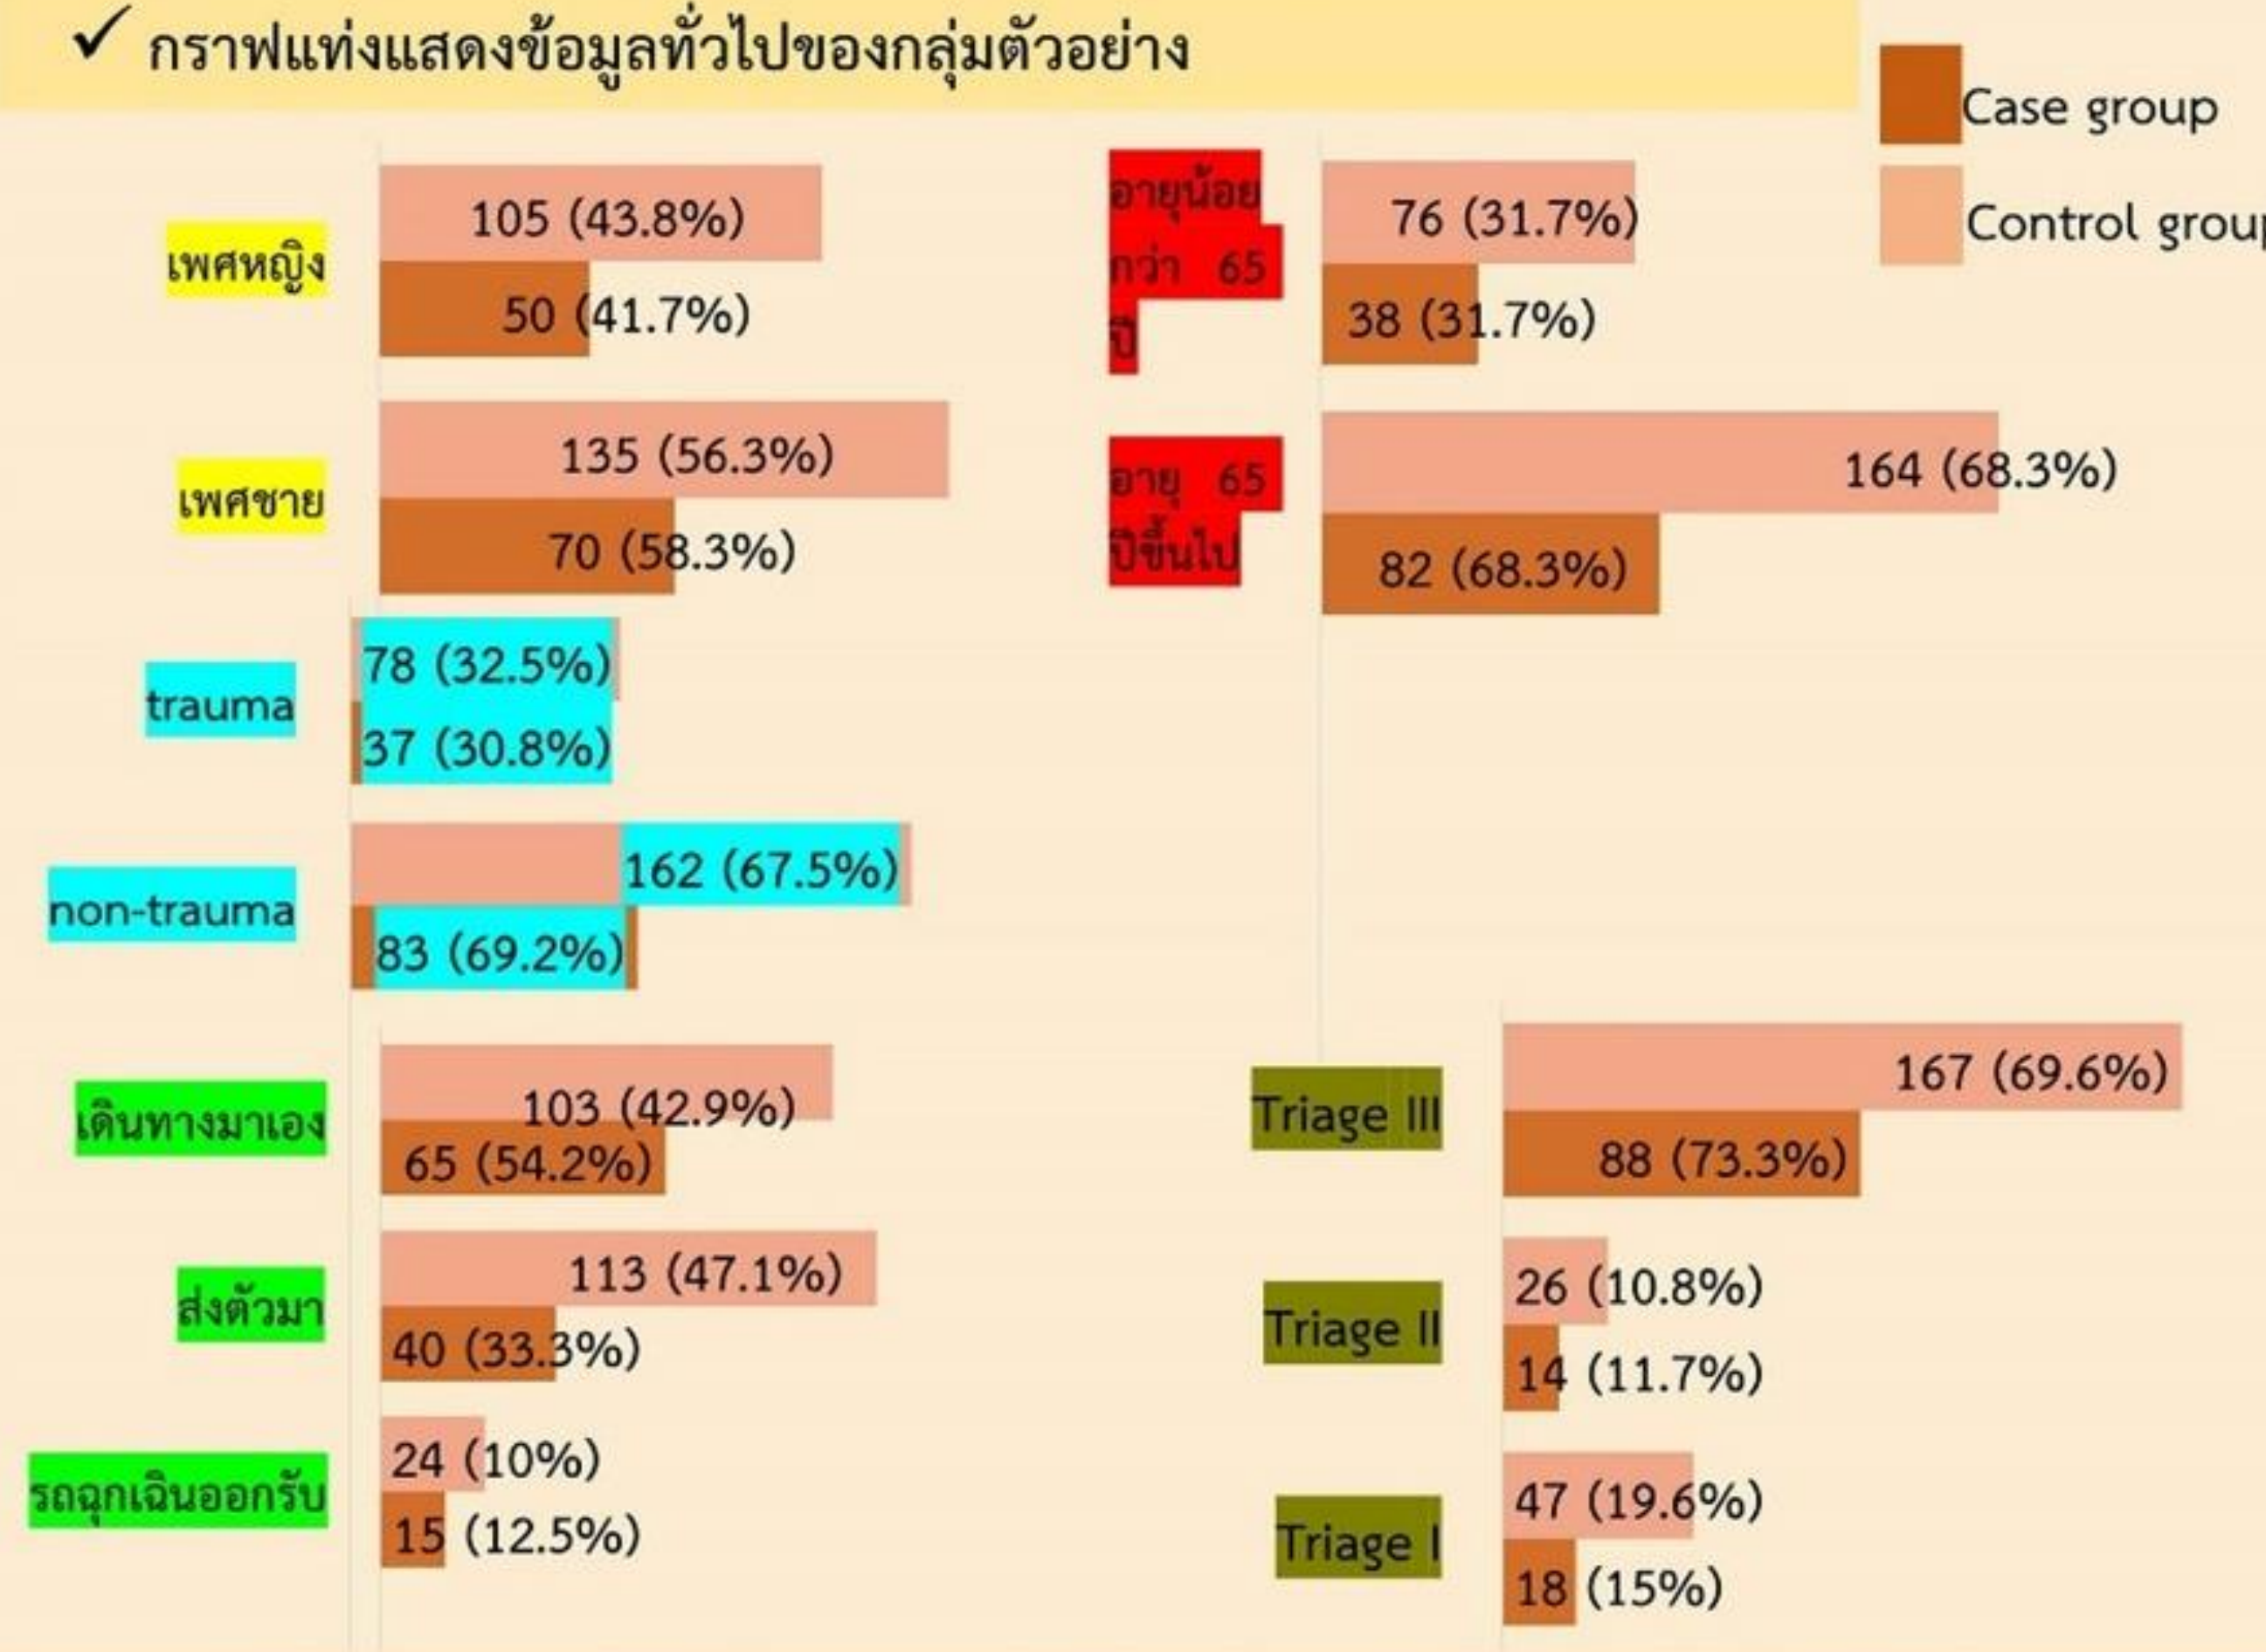 ✓ กราฟแท่งแสดงข้อมูลทั่วไปของกลุ่มตัวอย่าง
Case group
Control group
เพศหญิง
105 (43.8%)
50 (41.7%)
เพศชาย
135 (56.3%)
70 (58.3%)
อายุน้อย
กว่า 65
ปี
76 (31.7%)
38 (31.7%)
อายุ 65
ปีขึ้นไป
164 (68.3%)
82 (68.3%)
trauma
78 (32.5%)
37 (30.8%)
non-trauma
162 (67.5%)
83 (69.2%)
เดินทางมาเอง
103 (42.9%)
65 (54.2%)
ส่งตัวมา
113 (47.1%)
40 (33.3%)
รถฉุกเฉินออกรับ
24 (10%)
15 (12.5%)
Triage III
167 (69.6%)
88 (73.3%)
Triage II
26 (10.8%)
14 (11.7%)
Triage I
47 (19.6%)
18 (15%)